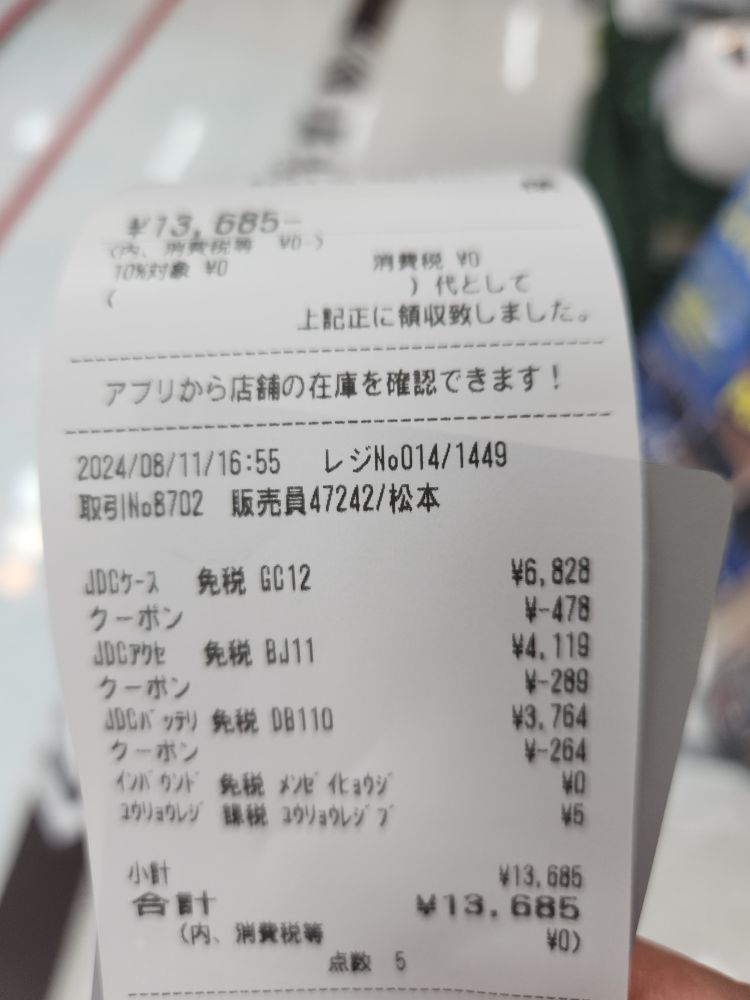 ¥13,685-
(内、消費税等 ¥0-)
10%対象 ¥0 消費税 ¥0
( ) 代として
上記正に領収致しました。
アプリから店舗の在庫を確認できます!
2024/08/11/16:55 レジNo014/1449
取引No8702 販売員47242/松本
JDCケース 免税 GC12 ¥6,828
クーポン ¥-478
JDCアクセ 免税 BJ11 ¥4,119
クーポン ¥-289
JDCバッテリ 免税 DB110 ¥3,764
クーポン ¥-264
インバウンド 免税 メンゼイヒョウジ ¥0
ユウリョウレジ 課税 ユウリョウレジブ ¥5
小計 ¥13,685
合計 ¥13,685
(内、消費税等 ¥0)
点数 5